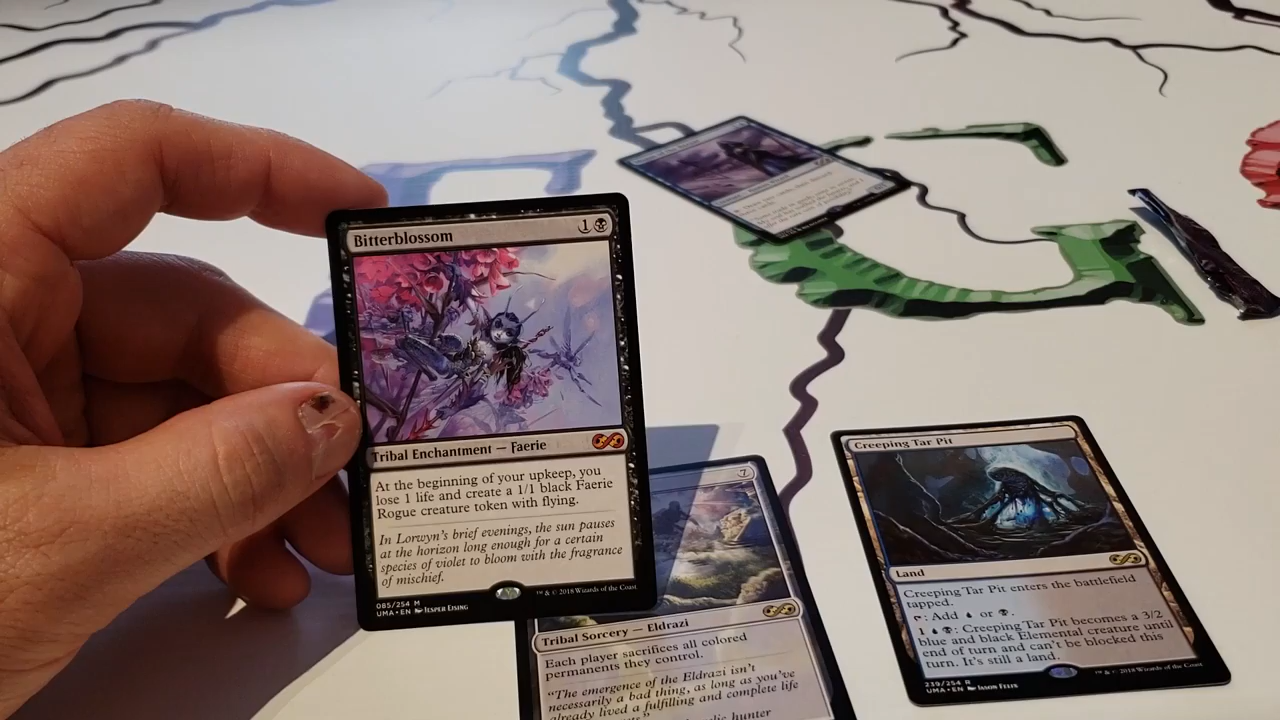 Bitterblossom
1
Tribal Enchantment — Faerie
At the beginning of your upkeep, you
lose 1 life and create a 1/1 black Faerie
Rogue creature token with flying.
In Lorwyn's brief evenings, the sun pauses
at the horizon long enough for a certain
species of violet to bloom with the fragrance
of mischief.
085/254 M
UMA • EN Jesper Ejsing
™ & © 2018 Wizards of the Coast
7
Tribal Sorcery — Eldrazi
Each player sacrifices all colored
permanents they control.
"The emergence of the Eldrazi isn't
necessarily a bad thing, as long as you've
already lived a fulfilling and complete life
hunter
Creeping Tar Pit
Land
Creeping Tar Pit enters the battlefield
tapped.
: Add or .
1 : Creeping Tar Pit becomes a 3/2
blue and black Elemental creature until
end of turn and can't be blocked this
turn. It's still a land.
239/254 R
UMA • EN Jason Felix
™ & © 2018 Wizards of the Coast